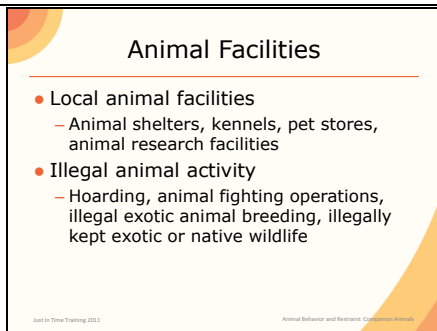 Animal Facilities
● Local animal facilities
– Animal shelters, kennels, pet stores,
animal research facilities
● Illegal animal activity
– Hoarding, animal fighting operations,
illegal exotic animal breeding, illegally
kept exotic or native wildlife
Just In Time Training 2011
Animal Behavior and Restraint: Companion Animals